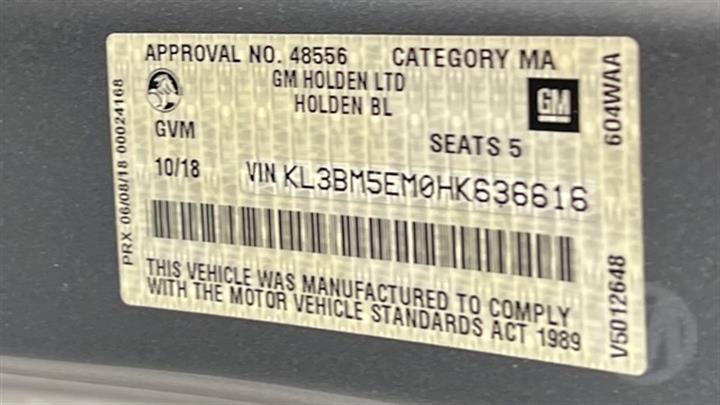 APPROVAL NO. 48556 CATEGORY MA
GM HOLDEN LTD
HOLDEN BL
GM
GVM
SEATS 5
10/18
VIN KL3BM5EM0HK636616
THIS VEHICLE WAS MANUFACTURED TO COMPLY
WITH THE MOTOR VEHICLE STANDARDS ACT 1989
PRX 06/08/18 00024168
604WAA
V5012648